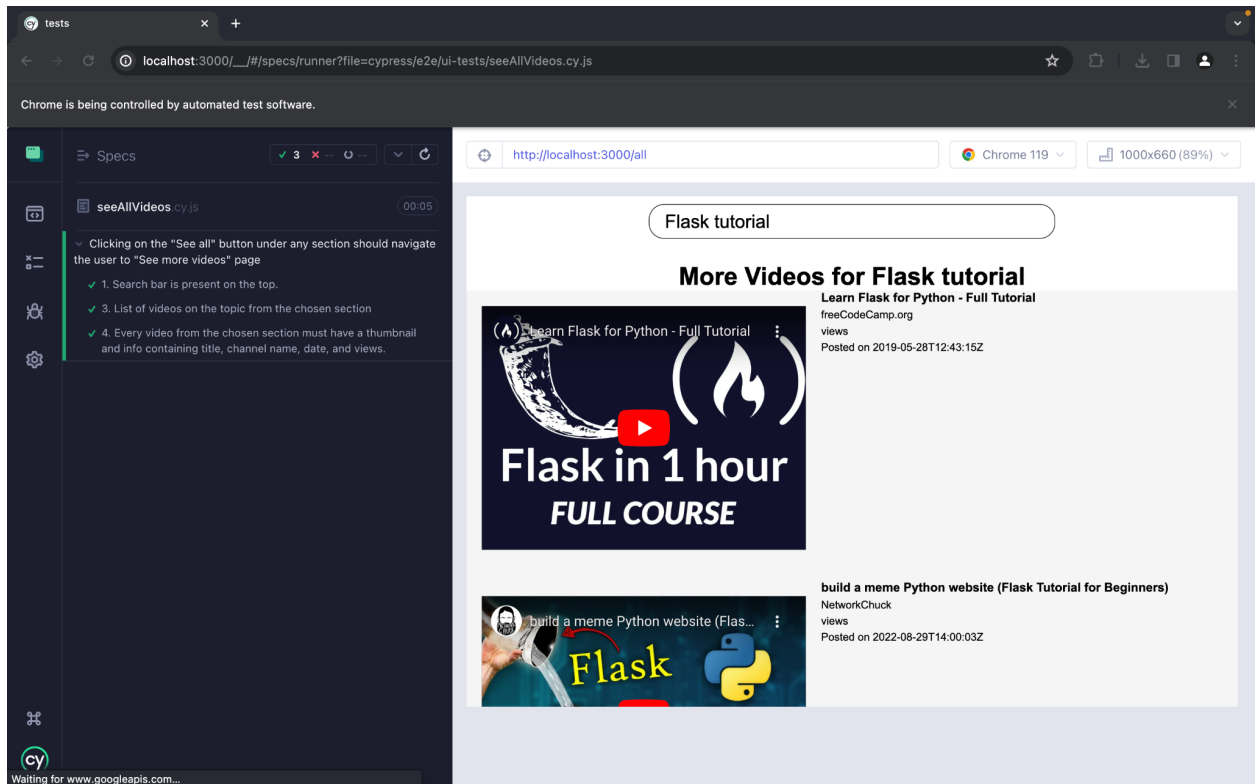 tests
localhost:3000/__/#/specs/runner?file=cypress/e2e/ui-tests/seeAllVideos.cy.js
Chrome is being controlled by automated test software.
Specs
3 -- --
seeAllVideos.cy.js
00:05
Clicking on the "See all" button under any section should navigate
the user to "See more videos" page
1. Search bar is present on the top.
3. List of videos on the topic from the chosen section
4. Every video from the chosen section must have a thumbnail
and info containing title, channel name, date, and views.
cy
Waiting for www.googleapis.com...
http://localhost:3000/all
Chrome 119
1000x660 (89%)
Flask tutorial
More Videos for Flask tutorial
Learn Flask for Python - Full Tutorial
Flask in 1 hour
FULL COURSE
Learn Flask for Python - Full Tutorial
freeCodeCamp.org
views
Posted on 2019-05-28T12:43:15Z
build a meme Python website (Flas...
Flask
build a meme Python website (Flask Tutorial for Beginners)
NetworkChuck
views
Posted on 2022-08-29T14:00:03Z